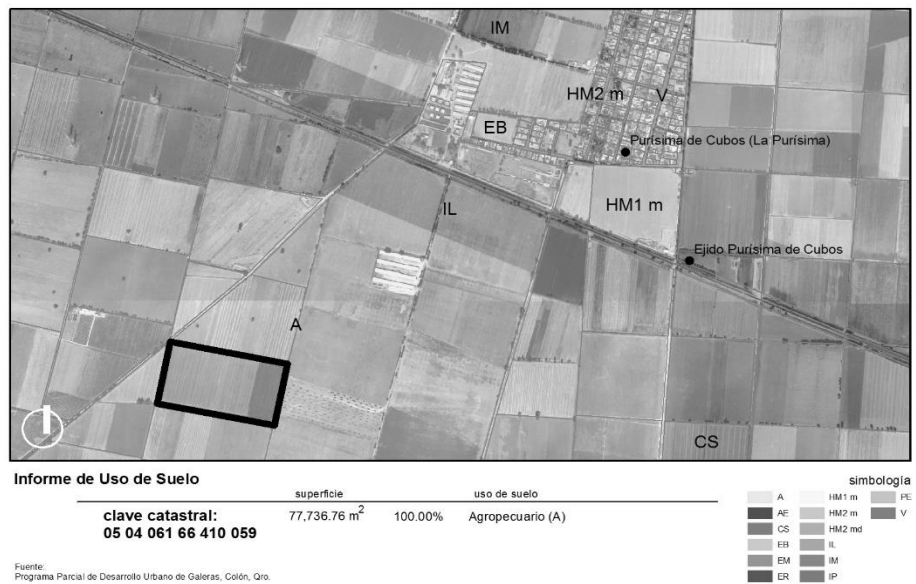 IM
HM2 m
V
EB
Purísima de Cubos (La Purísima)
HM1 m
IL
Ejido Purísima de Cubos
A
CS
Informe de Uso de Suelo
superficie
uso de suelo
clave catastral:
05 04 061 66 410 059
77,736.76 m2
100.00%
Agropecuario (A)
Fuente:
Programa Parcial de Desarrollo Urbano de Galeras, Colón, Qro.
simbología
A
HM1 m
PE
AE
HM2 m
V
CS
HM2 md
EB
IL
EM
IM
ER
IP